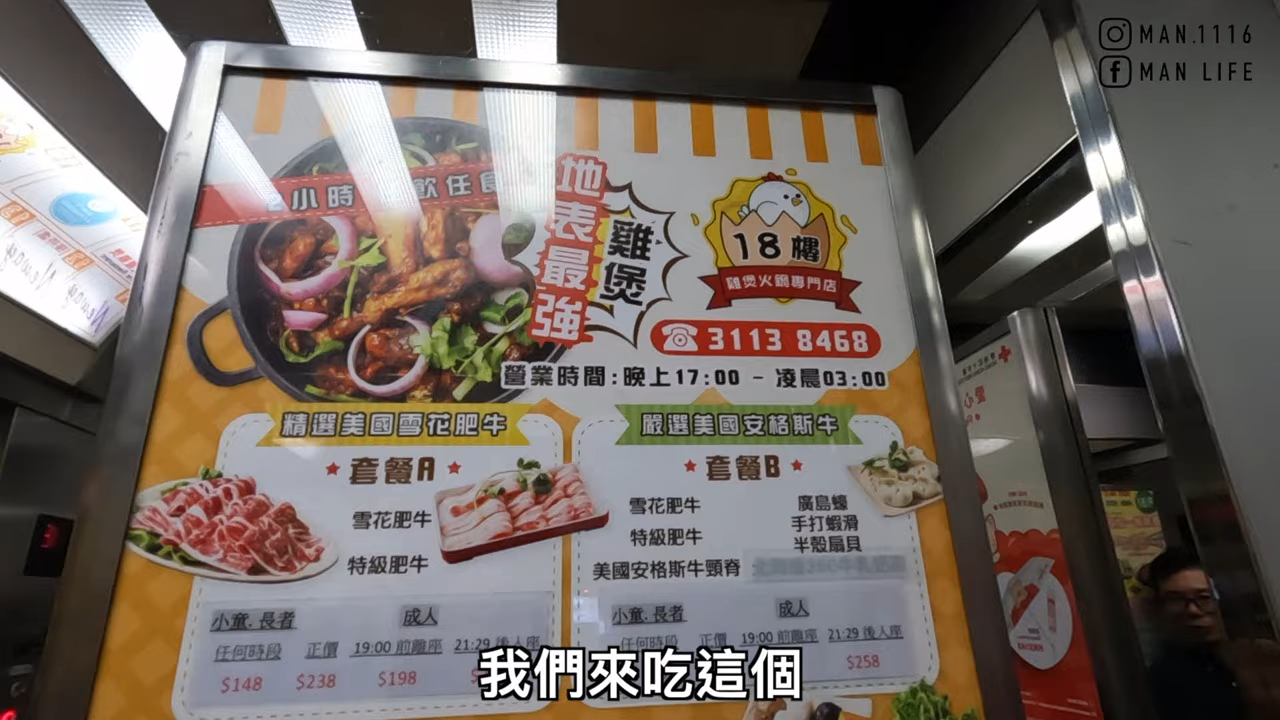 MAN.1116
MAN LIFE
小時
飲任食
地表最強
雞煲
18樓
雞煲火鍋專門店
3113 8468
營業時間:晚上17:00 - 凌晨03:00
精選美國雪花肥牛
套餐A
雪花肥牛
特級肥牛
小童.長者 成人
任何時段 正價 19:00 前離座 21:29 後人座
$148 $238 $198
嚴選美國安格斯牛
套餐B
雪花肥牛 廣島蠔
特級肥牛 手打蝦滑
半殼扇貝
美國安格斯牛頸脊
小童.長者 成人
任何時段 正價 19:00 前離座 21:29 後人座
$258
我們來吃這個